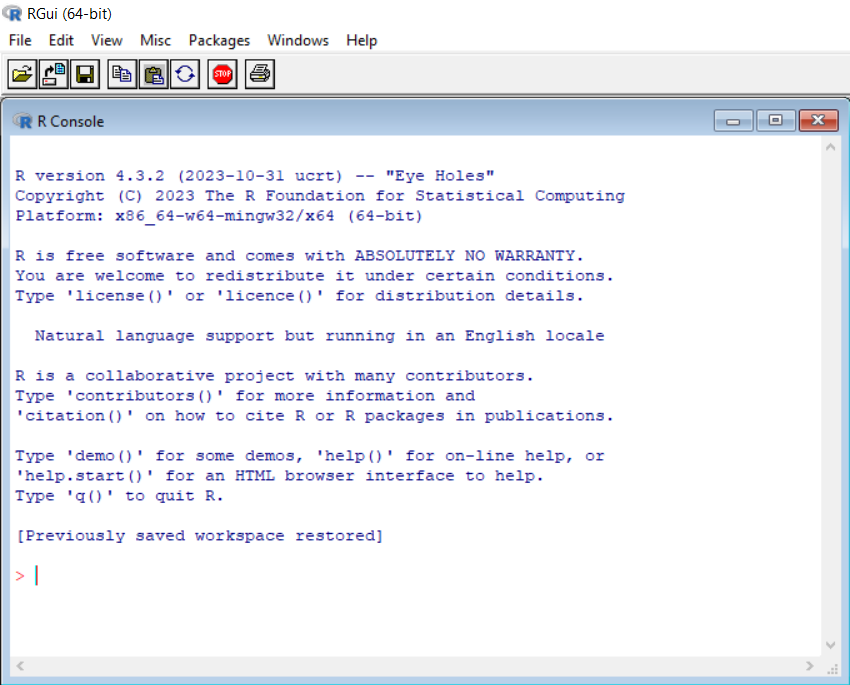 RGui (64-bit)
File Edit View Misc Packages Windows Help
STOP
R Console
R version 4.3.2 (2023-10-31 ucrt) -- "Eye Holes"
Copyright (C) 2023 The R Foundation for Statistical Computing
Platform: x86_64-w64-mingw32/x64 (64-bit)
R is free software and comes with ABSOLUTELY NO WARRANTY.
You are welcome to redistribute it under certain conditions.
Type 'license()' or 'licence()' for distribution details.
Natural language support but running in an English locale
R is a collaborative project with many contributors.
Type 'contributors()' for more information and
'citation()' on how to cite R or R packages in publications.
Type 'demo()' for some demos, 'help()' for on-line help, or
'help.start()' for an HTML browser interface to help.
Type 'q()' to quit R.
[Previously saved workspace restored]
>